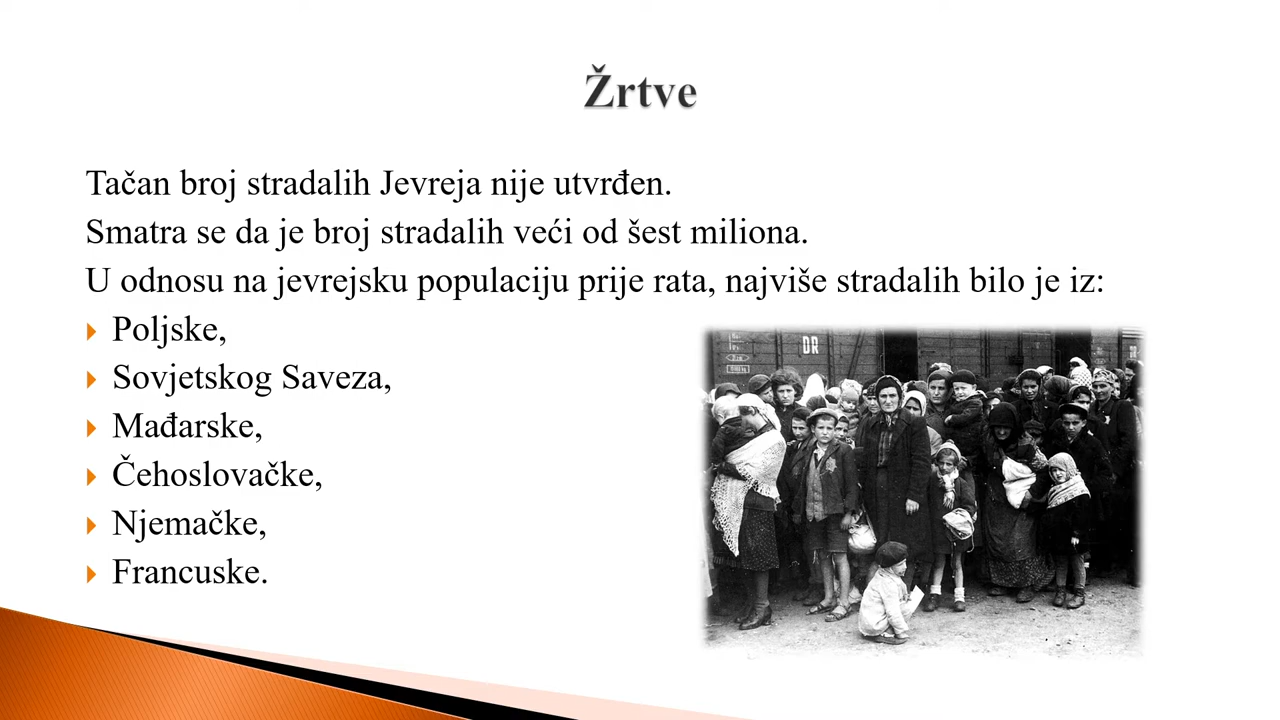 Žrtve
Tačan broj stradalih Jevreja nije utvrđen.
Smatra se da je broj stradalih veći od šest miliona.
U odnosu na jevrejsku populaciju prije rata, najviše stradalih bilo je iz:
Poljske,
Sovjetskog Saveza,
Mađarske,
Čehoslovačke,
Njemačke,
Francuske.
DR